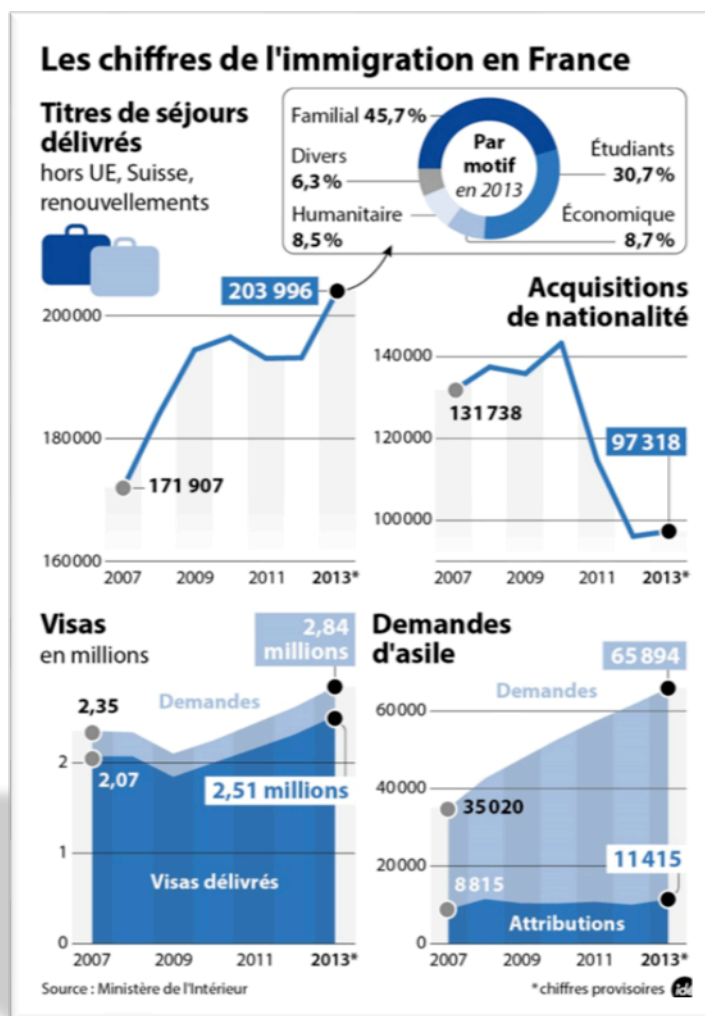 Les chiffres de l'immigration en France
Titres de séjours
délivrés
hors UE, Suisse,
renouvellements
Familial 45,7 %
Divers
6,3 %
Humanitaire
8,5 %
Par
motif
en 2013
Étudiants
30,7 %
Économique
8,7 %
203 996
200000
180000
171 907
160000
2007
2009
2011
2013*
Acquisitions
de nationalité
140000
131 738
120000
97 318
100000
2007
2009
2011
2013*
Visas
en millions
2,84
millions
Demandes
2,35
2
2,07
2,51 millions
1
Visas délivrés
0
2007
2009
2011
2013*
Demandes
d'asile
65 894
Demandes
60000
40000
35 020
20000
11 415
8 815
Attributions
0
2007
2009
2011
2013*
Source : Ministère de l'Intérieur
*chiffres provisoires
idé